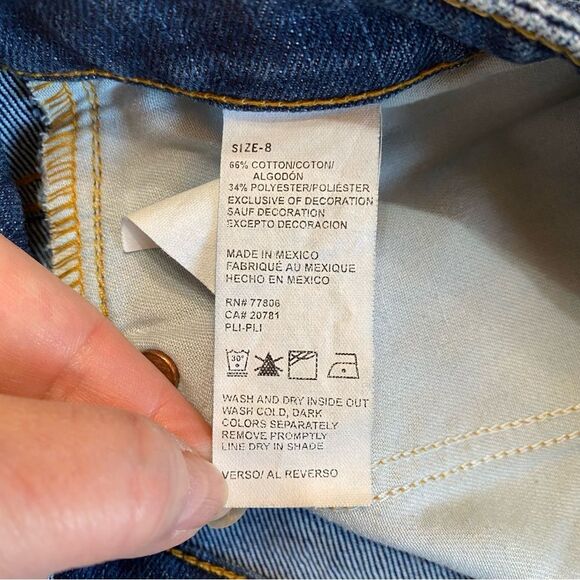 SIZE-8
66% COTTON/COTON/
ALGODÓN
34% POLYESTER/POLIÉSTER
EXCLUSIVE OF DECORATION
SAUF DECORATION
EXCEPTO DECORACION
MADE IN MEXICO
FABRIQUÉ AU MEXIQUE
HECHO EN MEXICO
RN# 77806
CA# 20781
PLI-PLI
30°
WASH AND DRY INSIDE OUT
WASH COLD, DARK
COLORS SEPARATELY
REMOVE PROMPTLY
LINE DRY IN SHADE
VERSO/ AL REVERSO